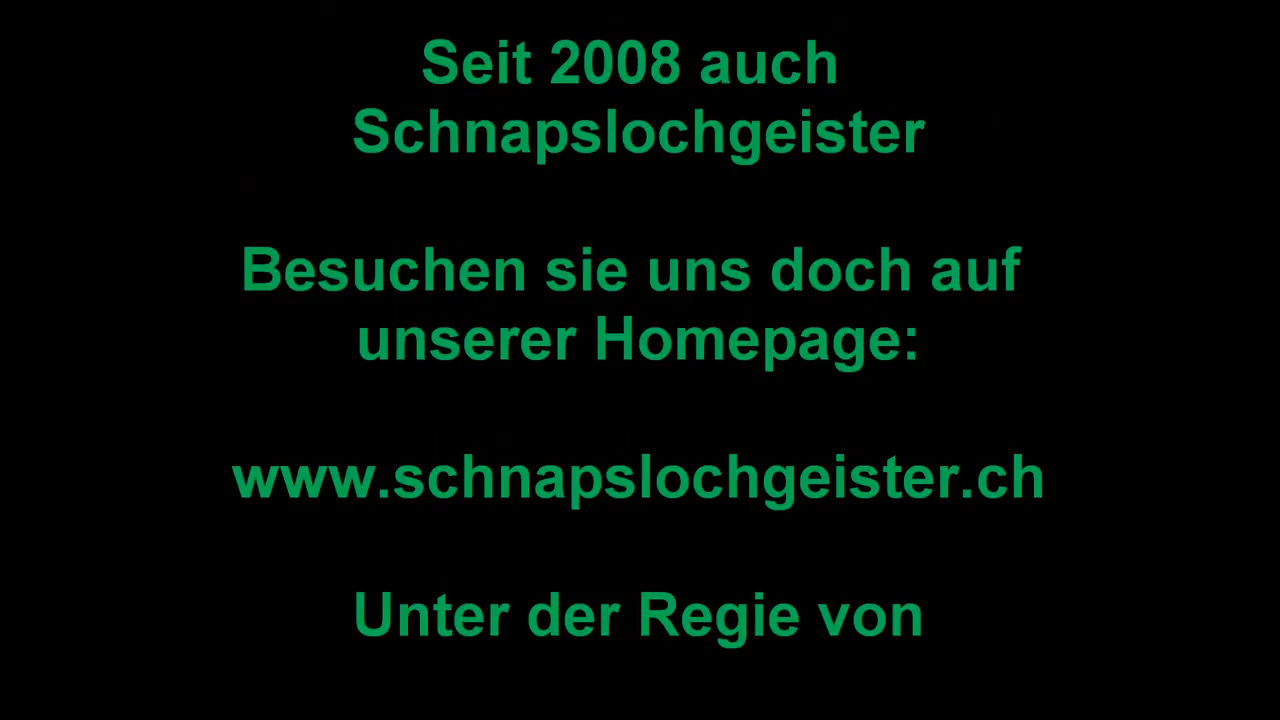 Seit 2008 auch
Schnapslochgeister
Besuchen sie uns doch auf
unserer Homepage:
www.schnapslochgeister.ch
Unter der Regie von